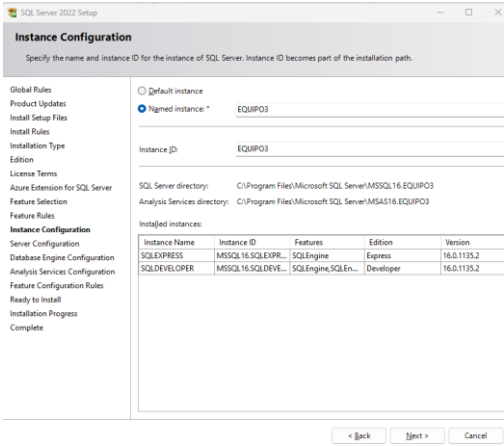 SQL Server 2022 Setup
Instance Configuration
Specify the name and instance ID for the instance of SQL Server. Instance ID becomes part of the installation path.
Global Rules
Product Updates
Install Setup Files
Install Rules
Installation Type
Edition
License Terms
Azure Extension for SQL Server
Feature Selection
Feature Rules
Instance Configuration
Server Configuration
Database Engine Configuration
Analysis Services Configuration
Feature Configuration Rules
Ready to Install
Installation Progress
Complete
Default instance
Named instance: * EQUIPO3
Instance ID: EQUIPO3
SQL Server directory: C:\Program Files\Microsoft SQL Server\MSSQL16.EQUIPO3
Analysis Services directory: C:\Program Files\Microsoft SQL Server\MSAS16.EQUIPO3
Installed instances:
Instance Name Instance ID Features Edition Version
SQLEXPRESS MSSQL16.SQLEXPR... SQLEngine Express 16.0.1135.2
SQLDEVELOPER MSSQL16.SQLDEVE... SQLEngine,SQLEn... Developer 16.0.1135.2
< Back Next > Cancel